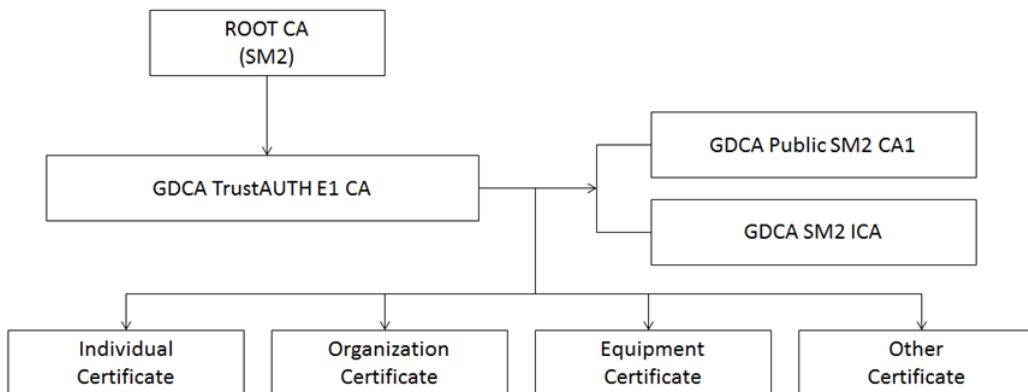 ROOT CA
(SM2)
GDCA TrustAUTH E1 CA
GDCA Public SM2 CA1
GDCA SM2 ICA
Individual
Certificate
Organization
Certificate
Equipment
Certificate
Other
Certificate